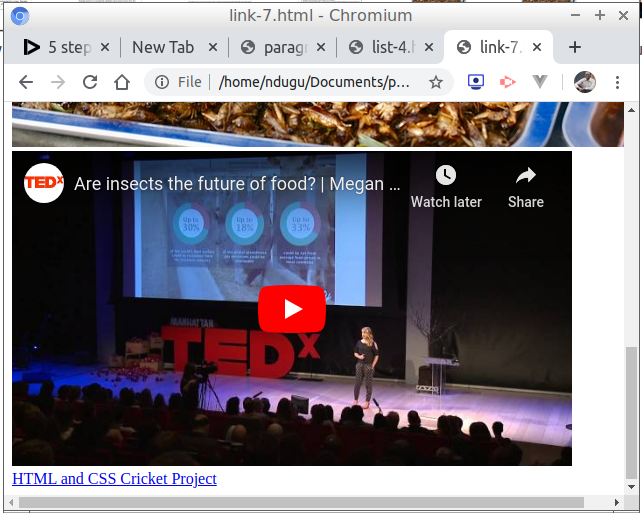 link-7.html - Chromium
5 step
New Tab
paragr
list-4.h
link-7.
File /home/ndugu/Documents/p...
TEDx Are insects the future of food? | Megan ...
Watch later
Share
Up to 30%
Up to 18%
Up to 33%
MANHATTAN
TEDx
HTML and CSS Cricket Project